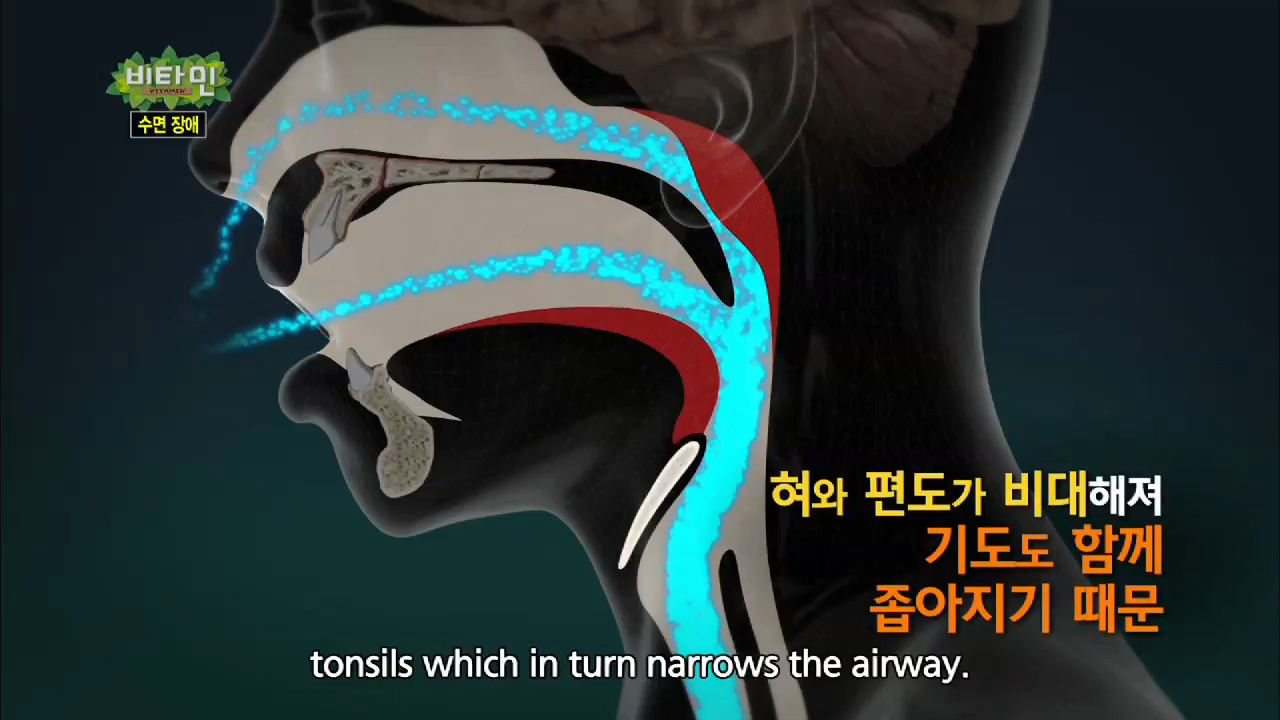 비타민
VITAMIN
수면 장애
혀와 편도가 비대해져
기도도 함께
좁아지기 때문
tonsils which in turn narrows the airway.